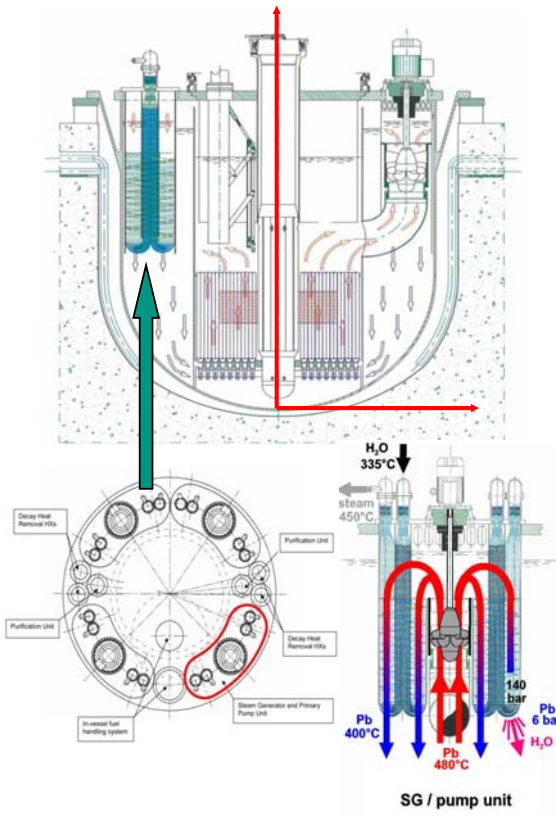 H₂O
335°C
steam
450°C
Decay Heat
Removal HXs
Purification Unit
Purification Unit
Decay Heat
Removal HXs
In-vessel fuel
handling system
Steam Generator and Primary
Pump Unit
140
bar
Pb
400°C
Pb
480°C
Pb
6 ba
H₂O
SG / pump unit